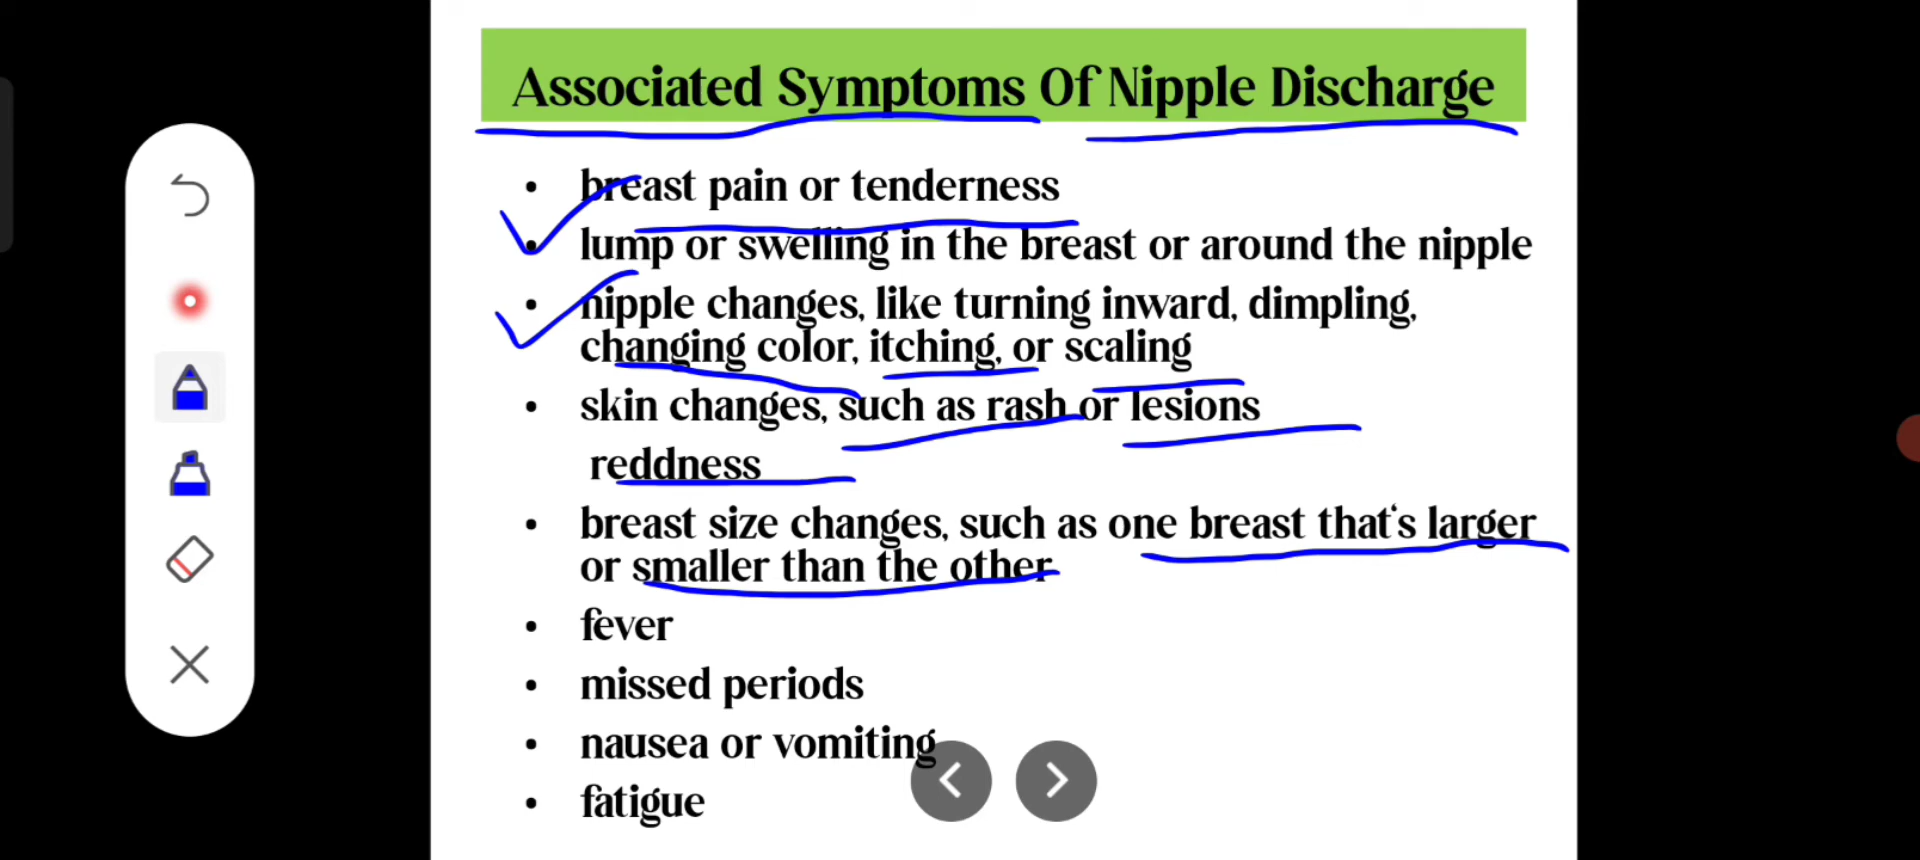 Associated Symptoms Of Nipple Discharge
• breast pain or tenderness
• lump or swelling in the breast or around the nipple
• nipple changes, like turning inward, dimpling,
changing color, itching, or scaling
• skin changes, such as rash or lesions
reddness
• breast size changes, such as one breast that's larger
or smaller than the other
• fever
• missed periods
• nausea or vomiting
• fatigue